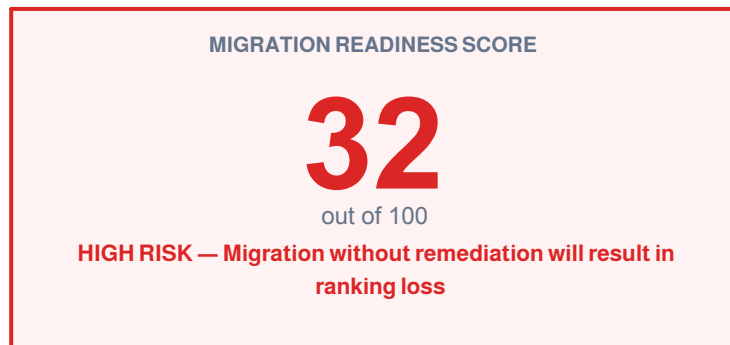 MIGRATION READINESS SCORE
32
out of 100
HIGH RISK — Migration without remediation will result in
ranking loss